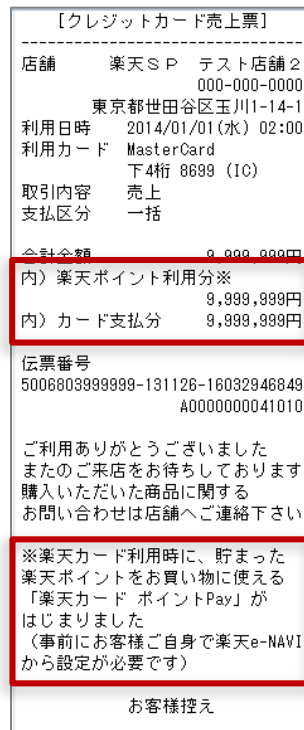 [クレジットカード売上票]
店舗 楽天SP テスト店舗2
000-000-0000
東京都世田谷区玉川1-14-1
利用日時 2014/01/01(水) 02:00
利用カード MasterCard
下4桁 8699 (IC)
取引内容 売上
支払区分 一括
合計金額 9,999,999円
内) 楽天ポイント利用分※
9,999,999円
内) カード支払分 9,999,999円
伝票番号
5006803999999-131126-16032946849
A0000000041010
ご利用ありがとうございました
またのご来店をお待ちしております
購入いただいた商品に関する
お問い合わせは店舗へご連絡下さい
※楽天カード利用時に、貯まった
楽天ポイントをお買い物に使える
「楽天カード ポイントPay」が
はじまりました
(事前にお客様ご自身で楽天e-NAVI
から設定が必要です)
お客様控え